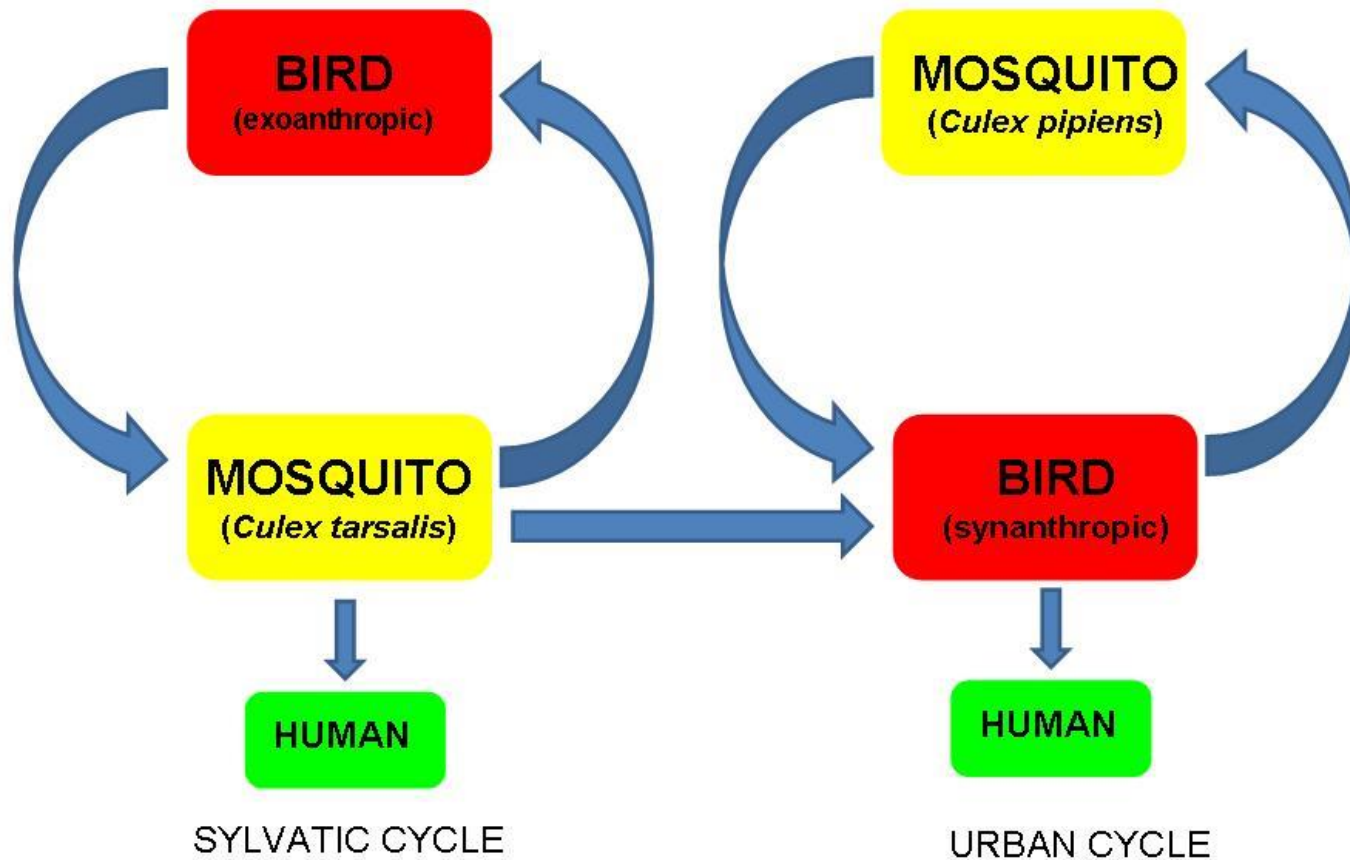 BIRD
(exoanthropic)
MOSQUITO
(Culex tarsalis)
HUMAN
SYLVATIC CYCLE
MOSQUITO
(Culex pipiens)
BIRD
(synanthropic)
HUMAN
URBAN CYCLE